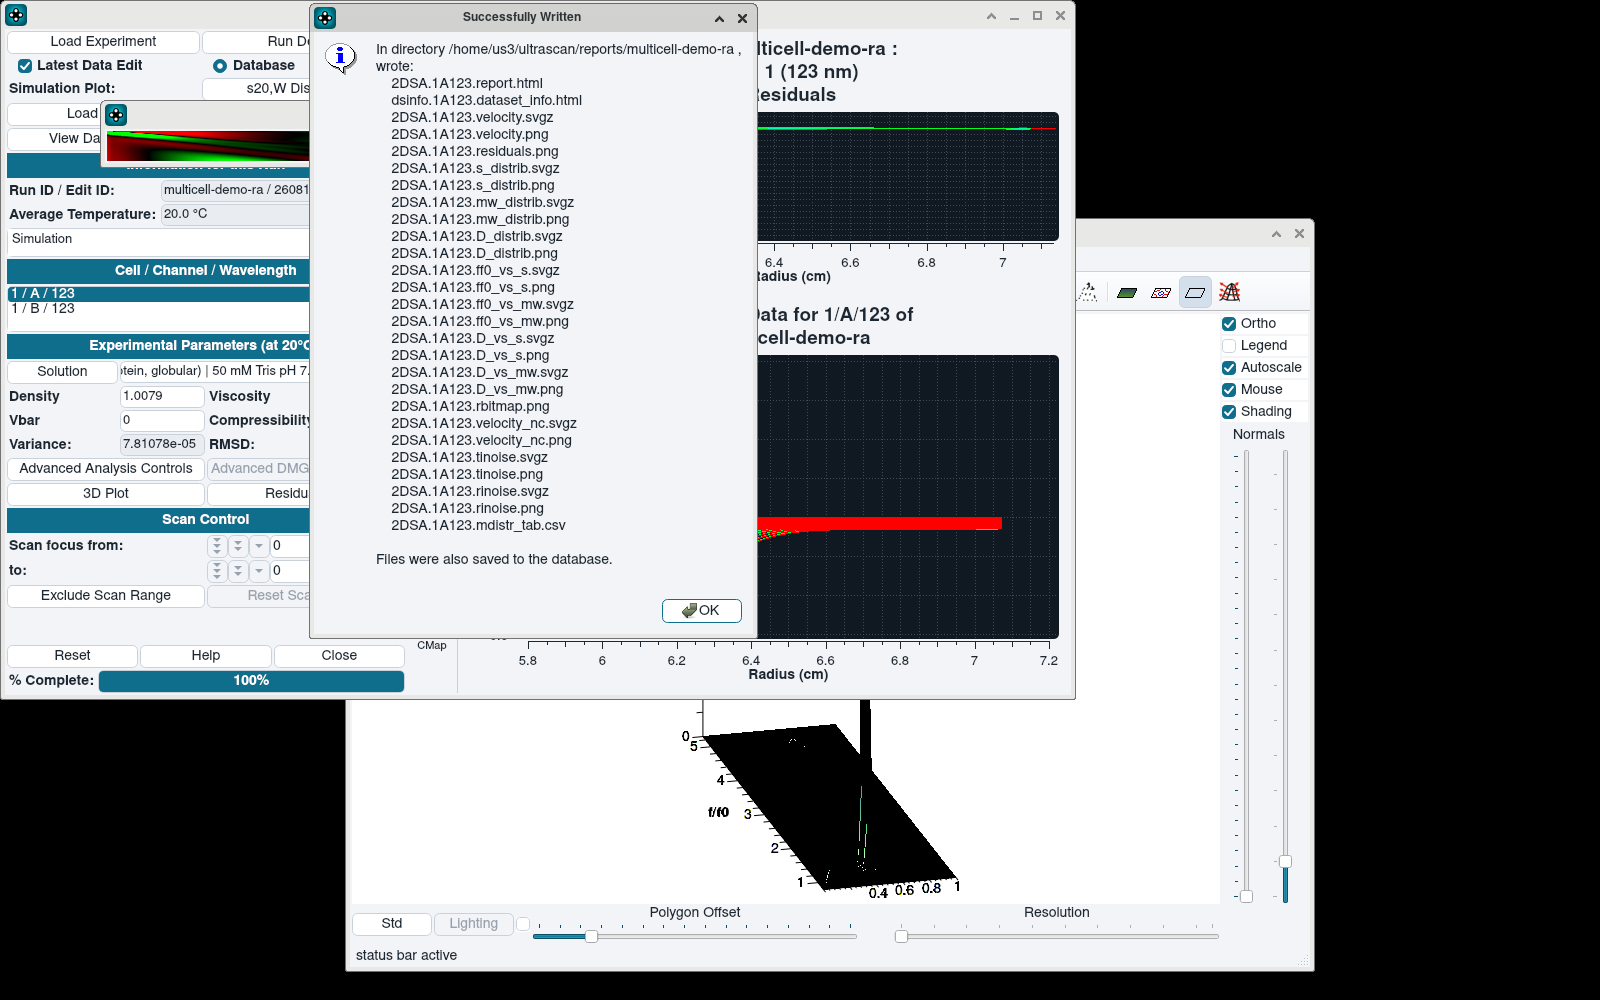 Successfully Written
In directory /home/us3/ultrascan/reports/multicell-demo-ra ,
wrote:
2DSA.1A123.report.html
dsinfo.1A123.dataset_info.html
2DSA.1A123.velocity.svgz
2DSA.1A123.velocity.png
2DSA.1A123.residuals.png
2DSA.1A123.s_distrib.svgz
2DSA.1A123.s_distrib.png
2DSA.1A123.mw_distrib.svgz
2DSA.1A123.mw_distrib.png
2DSA.1A123.D_distrib.svgz
2DSA.1A123.D_distrib.png
2DSA.1A123.ff0_vs_s.svgz
2DSA.1A123.ff0_vs_s.png
2DSA.1A123.ff0_vs_mw.svgz
2DSA.1A123.ff0_vs_mw.png
2DSA.1A123.D_vs_s.svgz
2DSA.1A123.D_vs_s.png
2DSA.1A123.D_vs_mw.svgz
2DSA.1A123.D_vs_mw.png
2DSA.1A123.rbitmap.png
2DSA.1A123.velocity_nc.svgz
2DSA.1A123.velocity_nc.png
2DSA.1A123.tinoise.svgz
2DSA.1A123.tinoise.png
2DSA.1A123.rinoise.svgz
2DSA.1A123.rinoise.png
2DSA.1A123.mdistr_tab.csv
Files were also saved to the database.
OK
Load Experiment
Run De
Latest Data Edit
Database
Simulation Plot:
s20,W Dis
Load
View Da
Run ID / Edit ID:
multicell-demo-ra / 26081
Average Temperature:
20.0 °C
Simulation
Cell / Channel / Wavelength
1 / A / 123
1 / B / 123
Experimental Parameters (at 20°C
Solution
otein, globular) | 50 mM Tris pH 7.
Density
1.0079
Viscosity
Vbar
0
Compressibility
Variance:
7.81078e-05
RMSD:
Advanced Analysis Controls
Advanced DMG
3D Plot
Residu
Scan Control
Scan focus from:
0
to:
0
Exclude Scan Range
Reset Sca
Reset
Help
Close
% Complete:
100%
CMap
lticell-demo-ra :
1 (123 nm)
Residuals
6.4
6.6
6.8
7
Radius (cm)
Data for 1/A/123 of
cell-demo-ra
5.8
6
6.2
6.4
6.6
6.8
7
7.2
Radius (cm)
Ortho
Legend
Autoscale
Mouse
Shading
Normals
0
5
4
f/f0
3
2
1
0.4
0.6
0.8
1
Std
Lighting
Polygon Offset
Resolution
status bar active